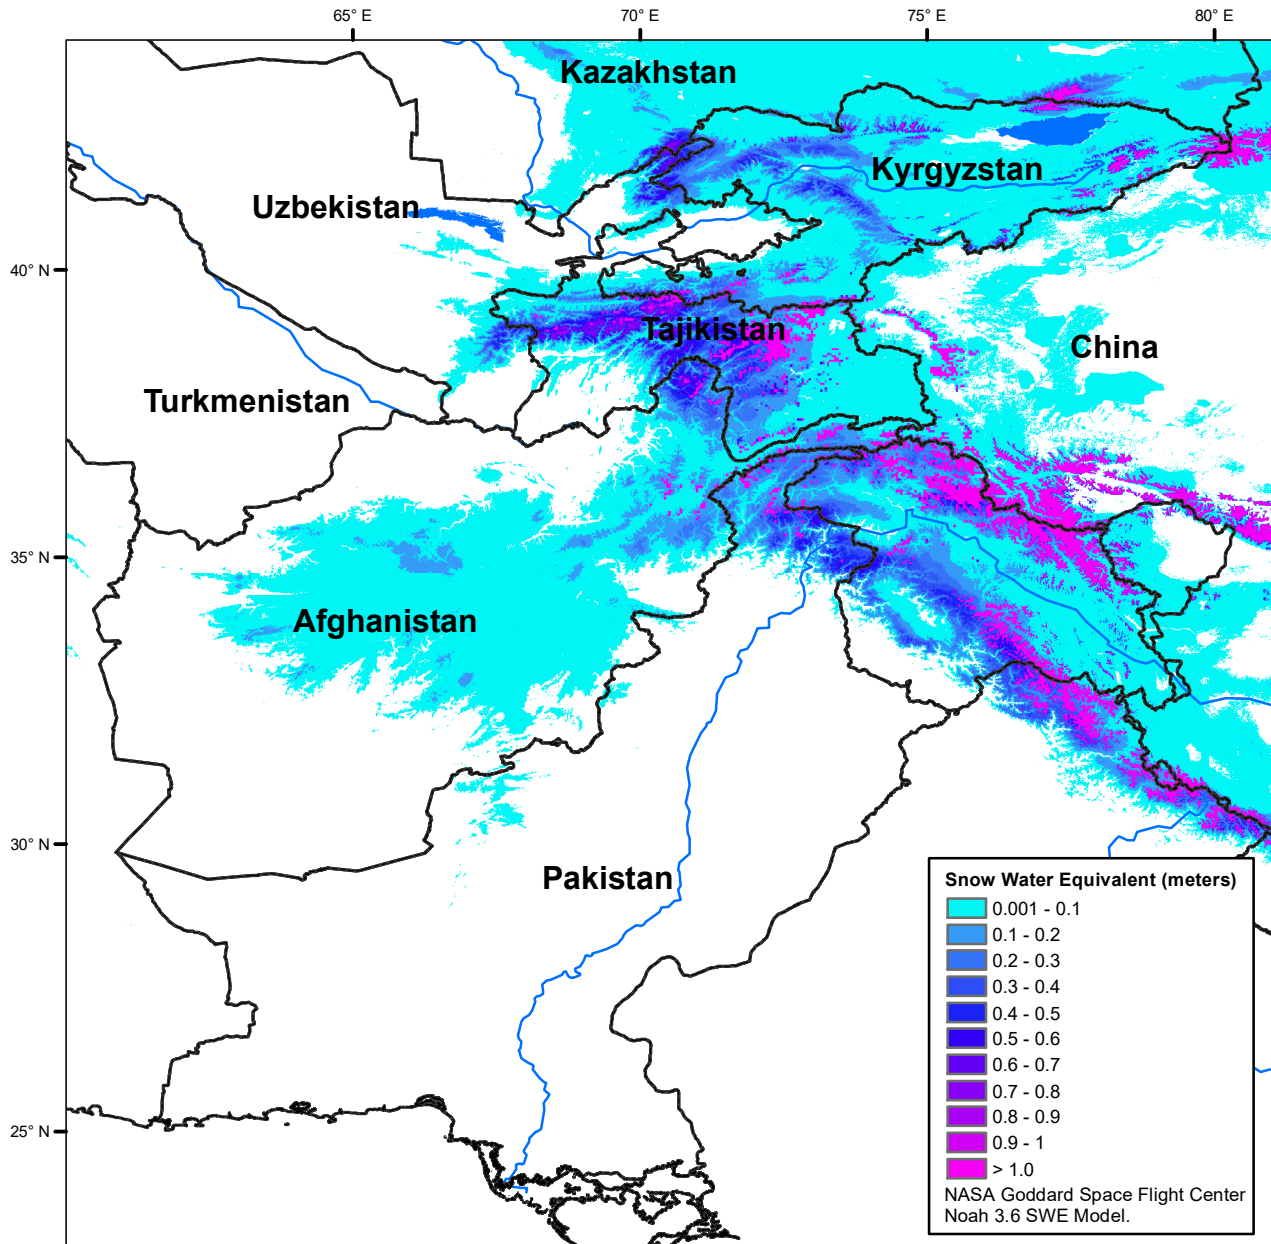 65° E
70° E
75° E
80° E
Kazakhstan
Kyrgyzstan
Uzbekistan
40° N
Tajikistan
China
Turkmenistan
35° N
Afghanistan
30° N
Pakistan
25° N
Snow Water Equivalent (meters)
0.001 - 0.1
0.1 - 0.2
0.2 - 0.3
0.3 - 0.4
0.4 - 0.5
0.5 - 0.6
0.6 - 0.7
0.7 - 0.8
0.8 - 0.9
0.9 - 1
> 1.0
NASA Goddard Space Flight Center
Noah 3.6 SWE Model.